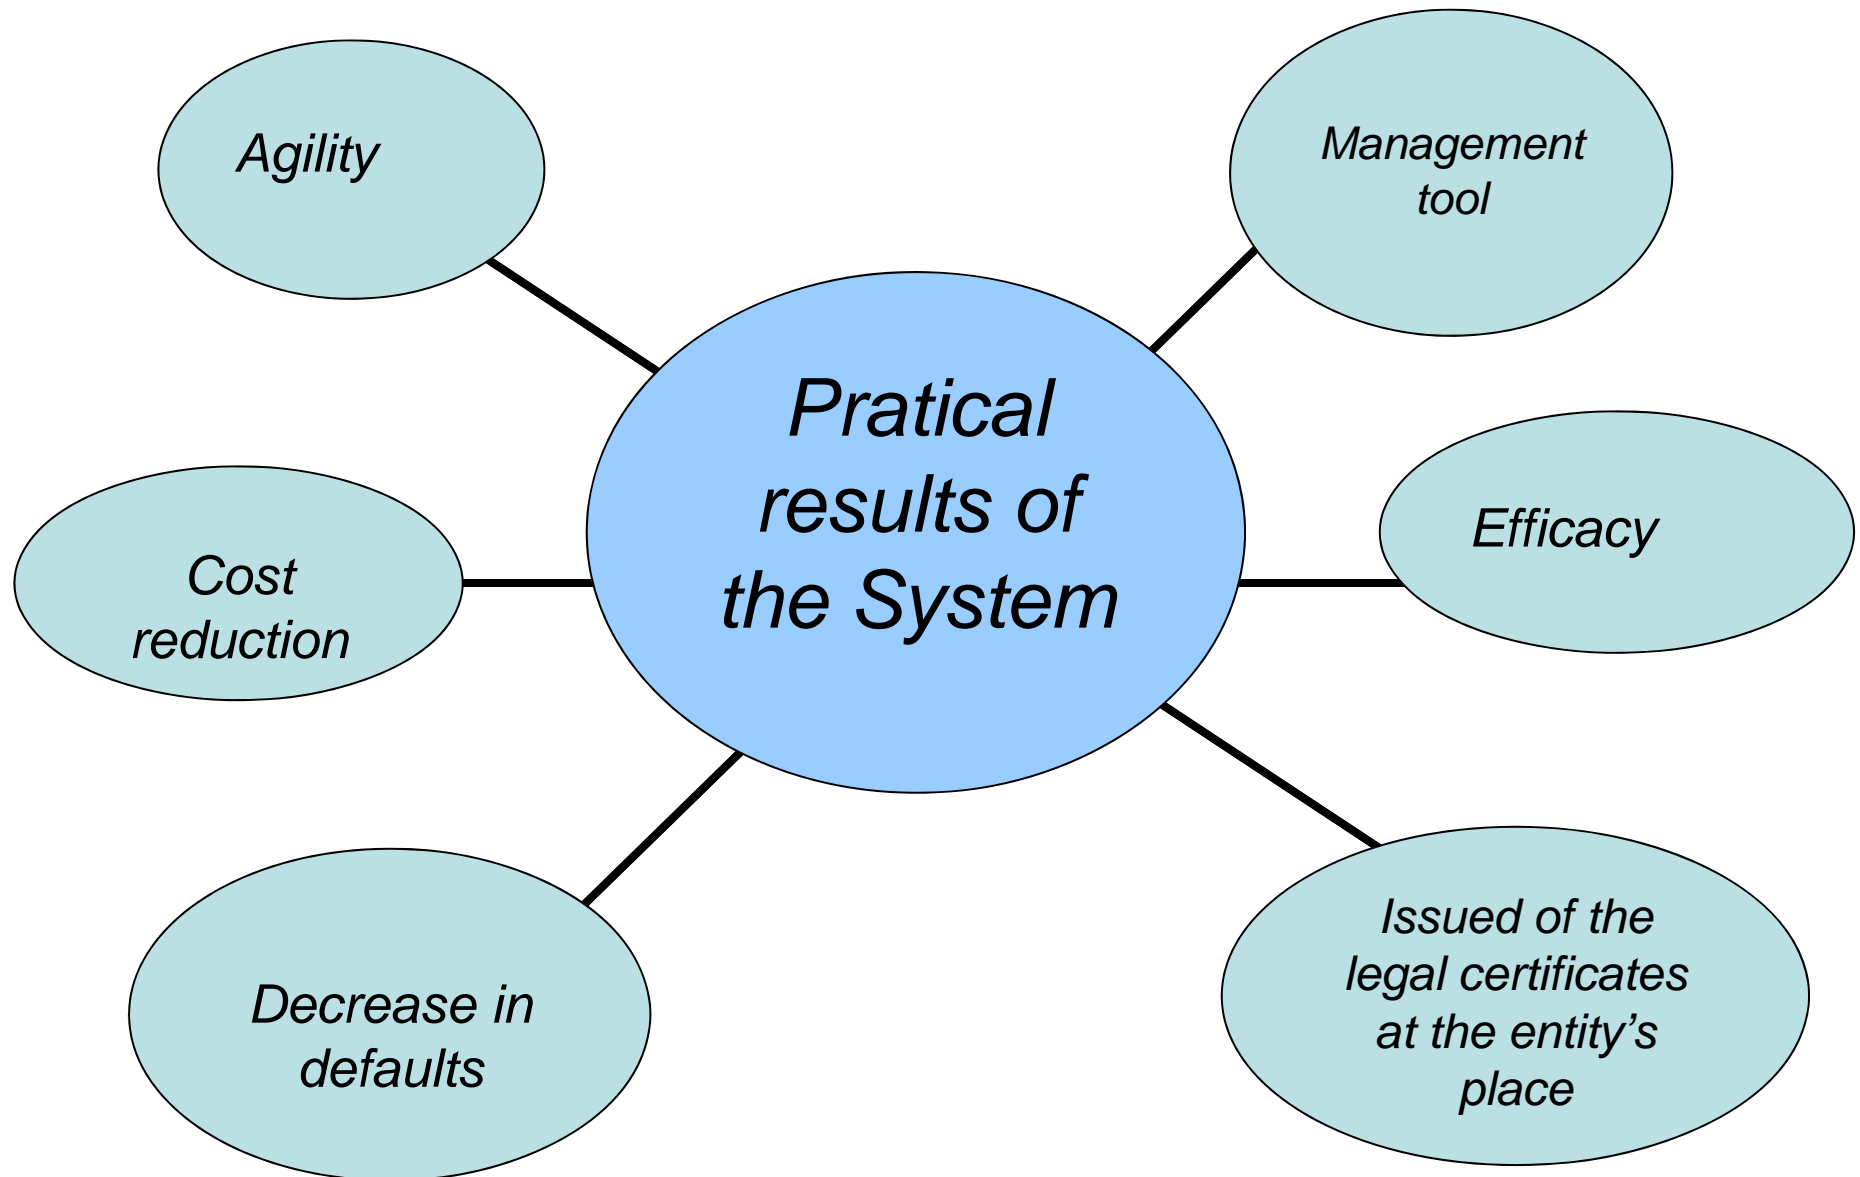 Agility
Management
tool
Pratical
results of
the System
Efficacy
Cost
reduction
Decrease in
defaults
Issued of the
legal certificates
at the entity’s
place